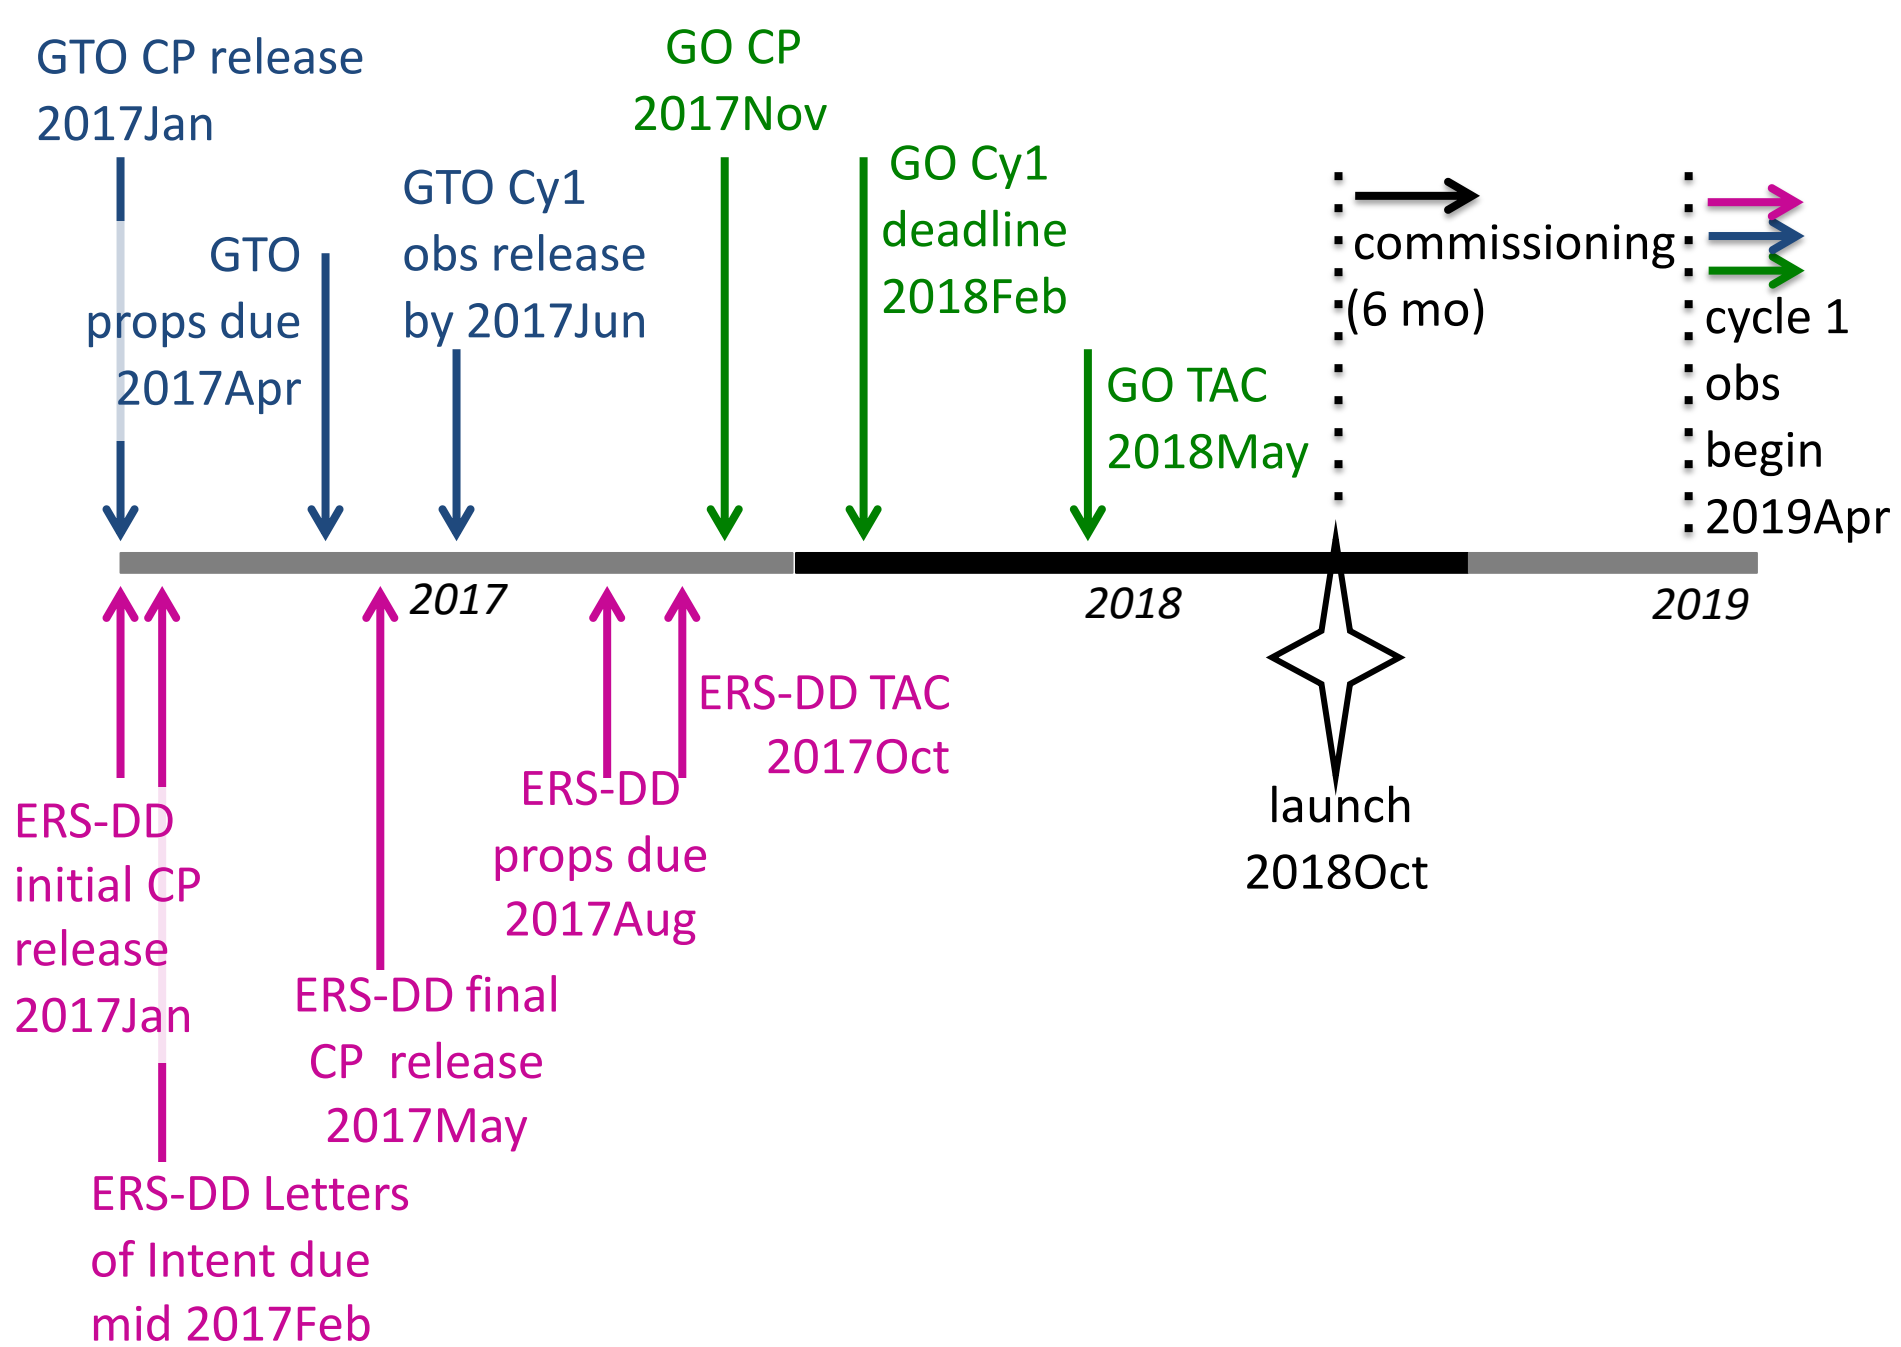 GTO CP release
2017Jan
GTO
props due
2017Apr
GTO Cy1
obs release
by 2017Jun
GO CP
2017Nov
GO Cy1
deadline
2018Feb
GO TAC
2018May
commissioning
(6 mo)
cycle 1
obs
begin
2019Apr
2017
2018
2019
ERS-DD
initial CP
release
2017Jan
ERS-DD Letters
of Intent due
mid 2017Feb
ERS-DD final
CP  release
2017May
ERS-DD
props due
2017Aug
ERS-DD TAC
2017Oct
launch
2018Oct